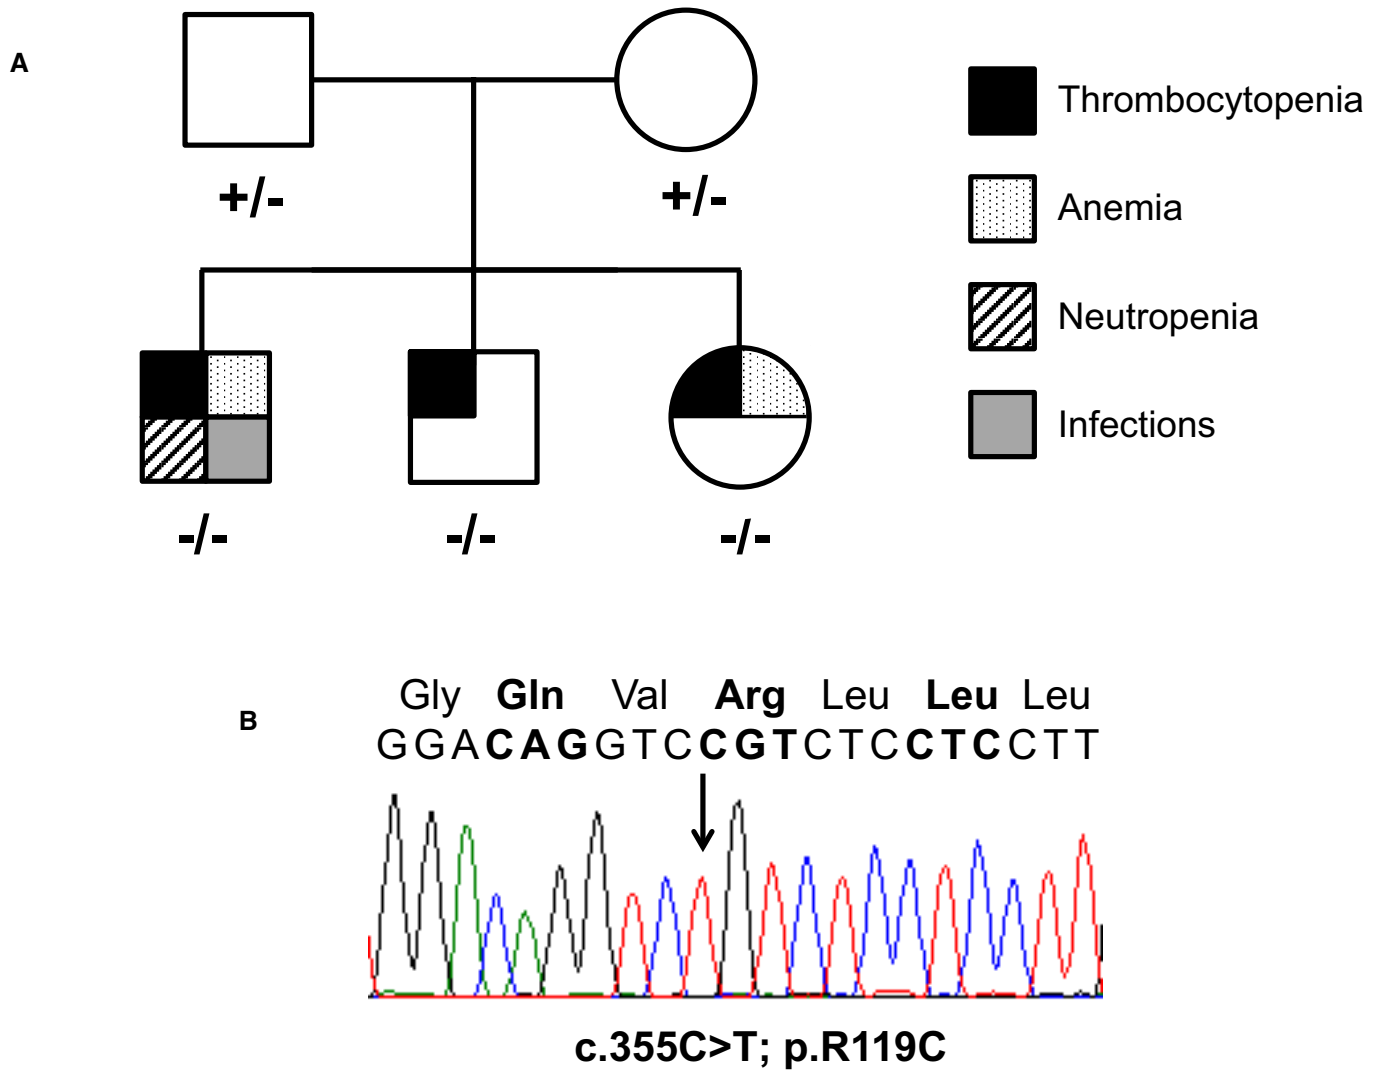 A
Thrombocytopenia
+/- +/-
Anemia
Neutropenia
Infections
-/- -/- -/-
B
Gly Gln Val Arg Leu Leu Leu
GGACAGGTCCGTCTCCTCCTT
c.355C>T; p.R119C